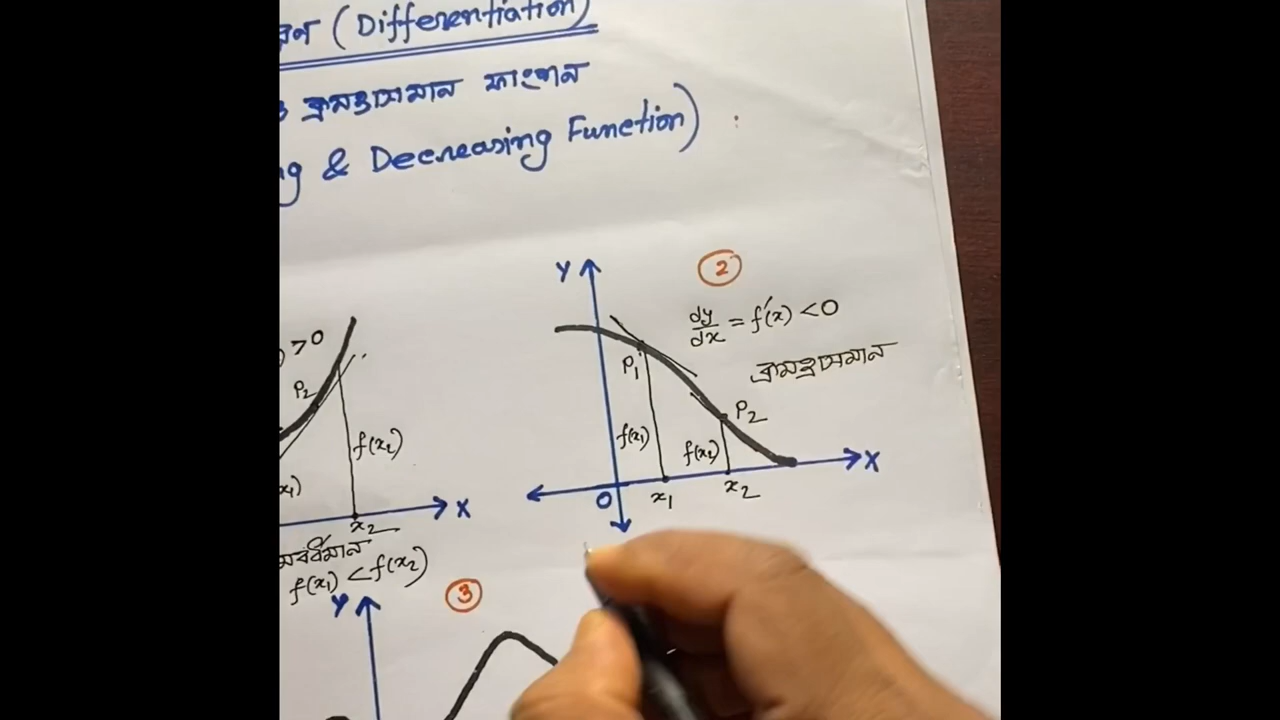 (Differentiation)
ও ক্রমহ্রাসমান ফাংশন
& Decreasing Function) :
2
Y
dy/dx = f'(x) < 0
ক্রমহ্রাসমান
P₁
P₂
f(x₁)
f(x₂)
O
x₁
x₂
X
> 0
P₂
f(x₂)
x₂
X
f(x₁) < f(x₂)
3
Y